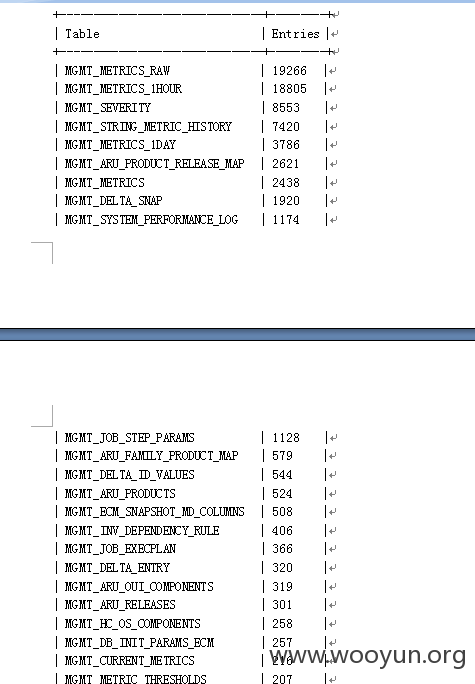 | Table | Entries |
| MGMT_METRICS_RAW | 19266 |
| MGMT_METRICS_1HOUR | 18805 |
| MGMT_SEVERITY | 8553 |
| MGMT_STRING_METRIC_HISTORY | 7420 |
| MGMT_METRICS_1DAY | 3786 |
| MGMT_ARU_PRODUCT_RELEASE_MAP | 2621 |
| MGMT_METRICS | 2438 |
| MGMT_DELTA_SNAP | 1920 |
| MGMT_SYSTEM_PERFORMANCE_LOG | 1174 |
| MGMT_JOB_STEP_PARAMS | 1128 |
| MGMT_ARU_FAMILY_PRODUCT_MAP | 579 |
| MGMT_DELTA_ID_VALUES | 544 |
| MGMT_ARU_PRODUCTS | 524 |
| MGMT_ECM_SNAPSHOT_MD_COLUMNS | 508 |
| MGMT_INV_DEPENDENCY_RULE | 406 |
| MGMT_JOB_EXECPLAN | 366 |
| MGMT_DELTA_ENTRY | 320 |
| MGMT_ARU_OUI_COMPONENTS | 319 |
| MGMT_ARU_RELEASES | 301 |
| MGMT_HC_OS_COMPONENTS | 258 |
| MGMT_DB_INIT_PARAMS_ECM | 257 |
| MGMT_CURRENT_METRICS |
www.wooyun.org
| MGMT_METRIC_THRESHOLDS | 207 |